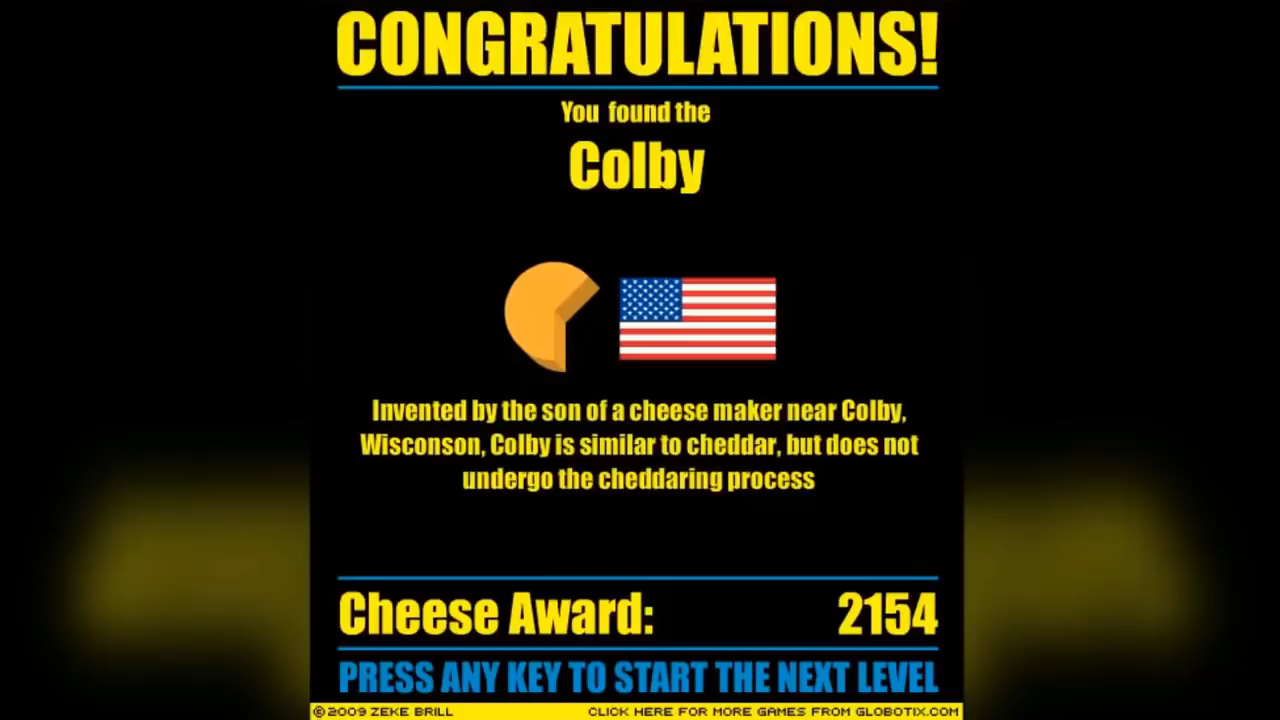 CONGRATULATIONS!
You found the
Colby
Invented by the son of a cheese maker near Colby,
Wisconson, Colby is similar to cheddar, but does not
undergo the cheddaring process
Cheese Award: 2154
PRESS ANY KEY TO START THE NEXT LEVEL
©2009 ZEKE BRILL CLICK HERE FOR MORE GAMES FROM GLOBOTIX.COM